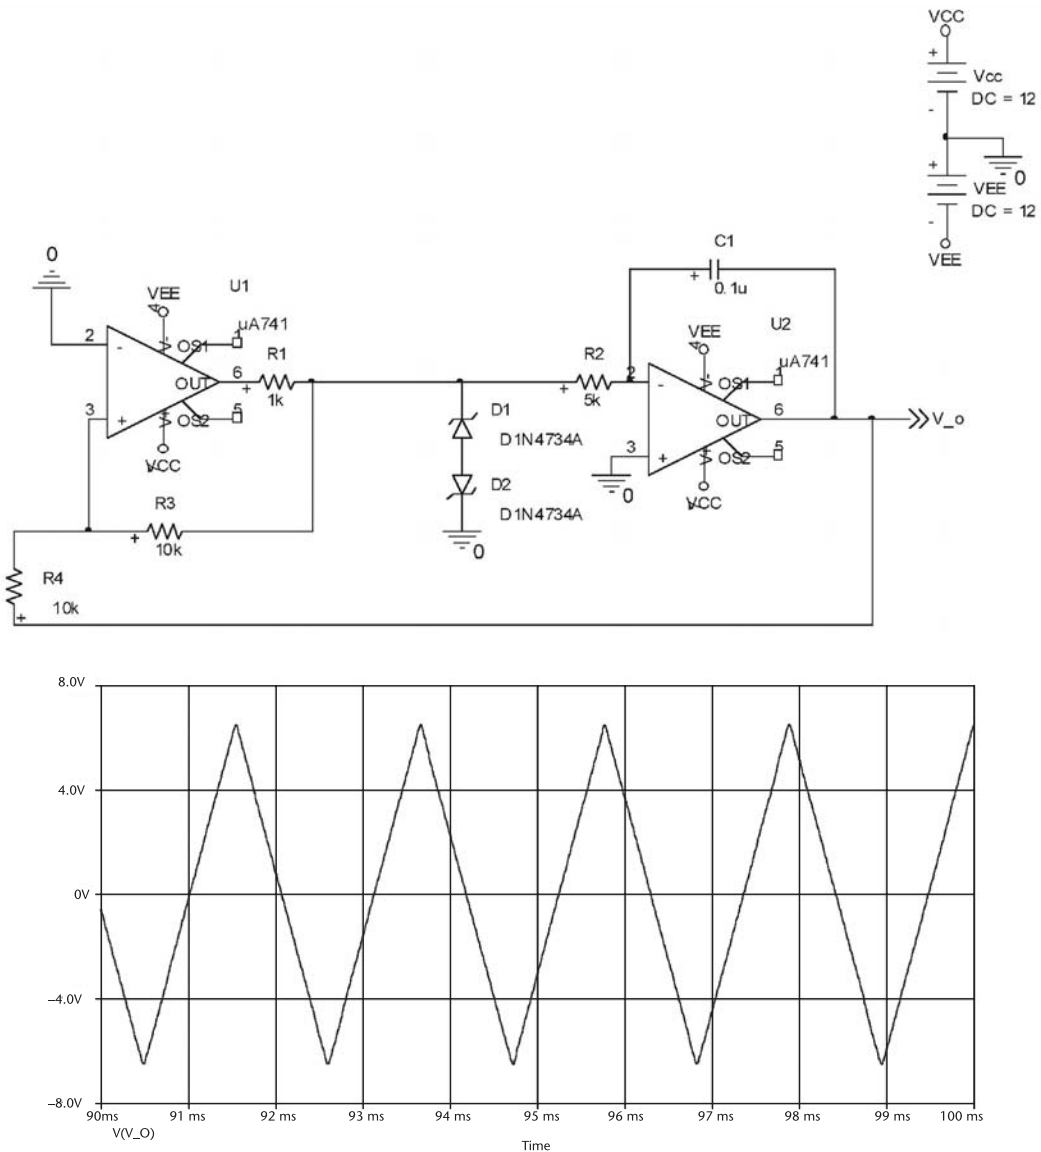 VCC
+
Vcc
DC = 12
-
+
0
VEE
DC = 12
-
VEE
0
C1
+
0.1u
VEE
4
U1
µA741
2
-
V-
OS1
1
R1
6
OUT
+
1k
3
+
V+
OS2
5
VCC
R3
+
10k
R4
10k
+
D1
D1N4734A
D2
D1N4734A
0
R2
+
5k
VEE
4
U2
µA741
2
-
V-
OS1
1
OUT
6
V_o
3
+
V+
OS2
5
0
VCC
8.0V
4.0V
0V
–4.0V
–8.0V
90ms 91 ms 92 ms 93 ms 94 ms 95 ms 96 ms 97 ms 98 ms 99 ms 100 ms
V(V_O)
Time